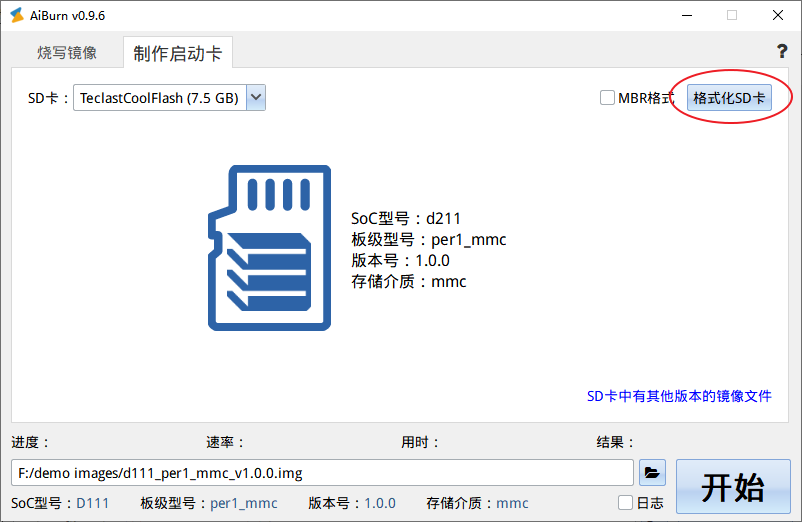 AiBurn v0.9.6
烧写镜像 制作启动卡 ?
SD卡： TeclastCoolFlash (7.5 GB) MBR格式 格式化SD卡
SoC型号：d211
板级型号：per1_mmc
版本号：1.0.0
存储介质：mmc
SD卡中有其他版本的镜像文件
进度： 速率： 用时： 结果：
F:/demo images/d111_per1_mmc_v1.0.0.img
开始
SoC型号：D111 板级型号：per1_mmc 版本号：1.0.0 存储介质：mmc 日志